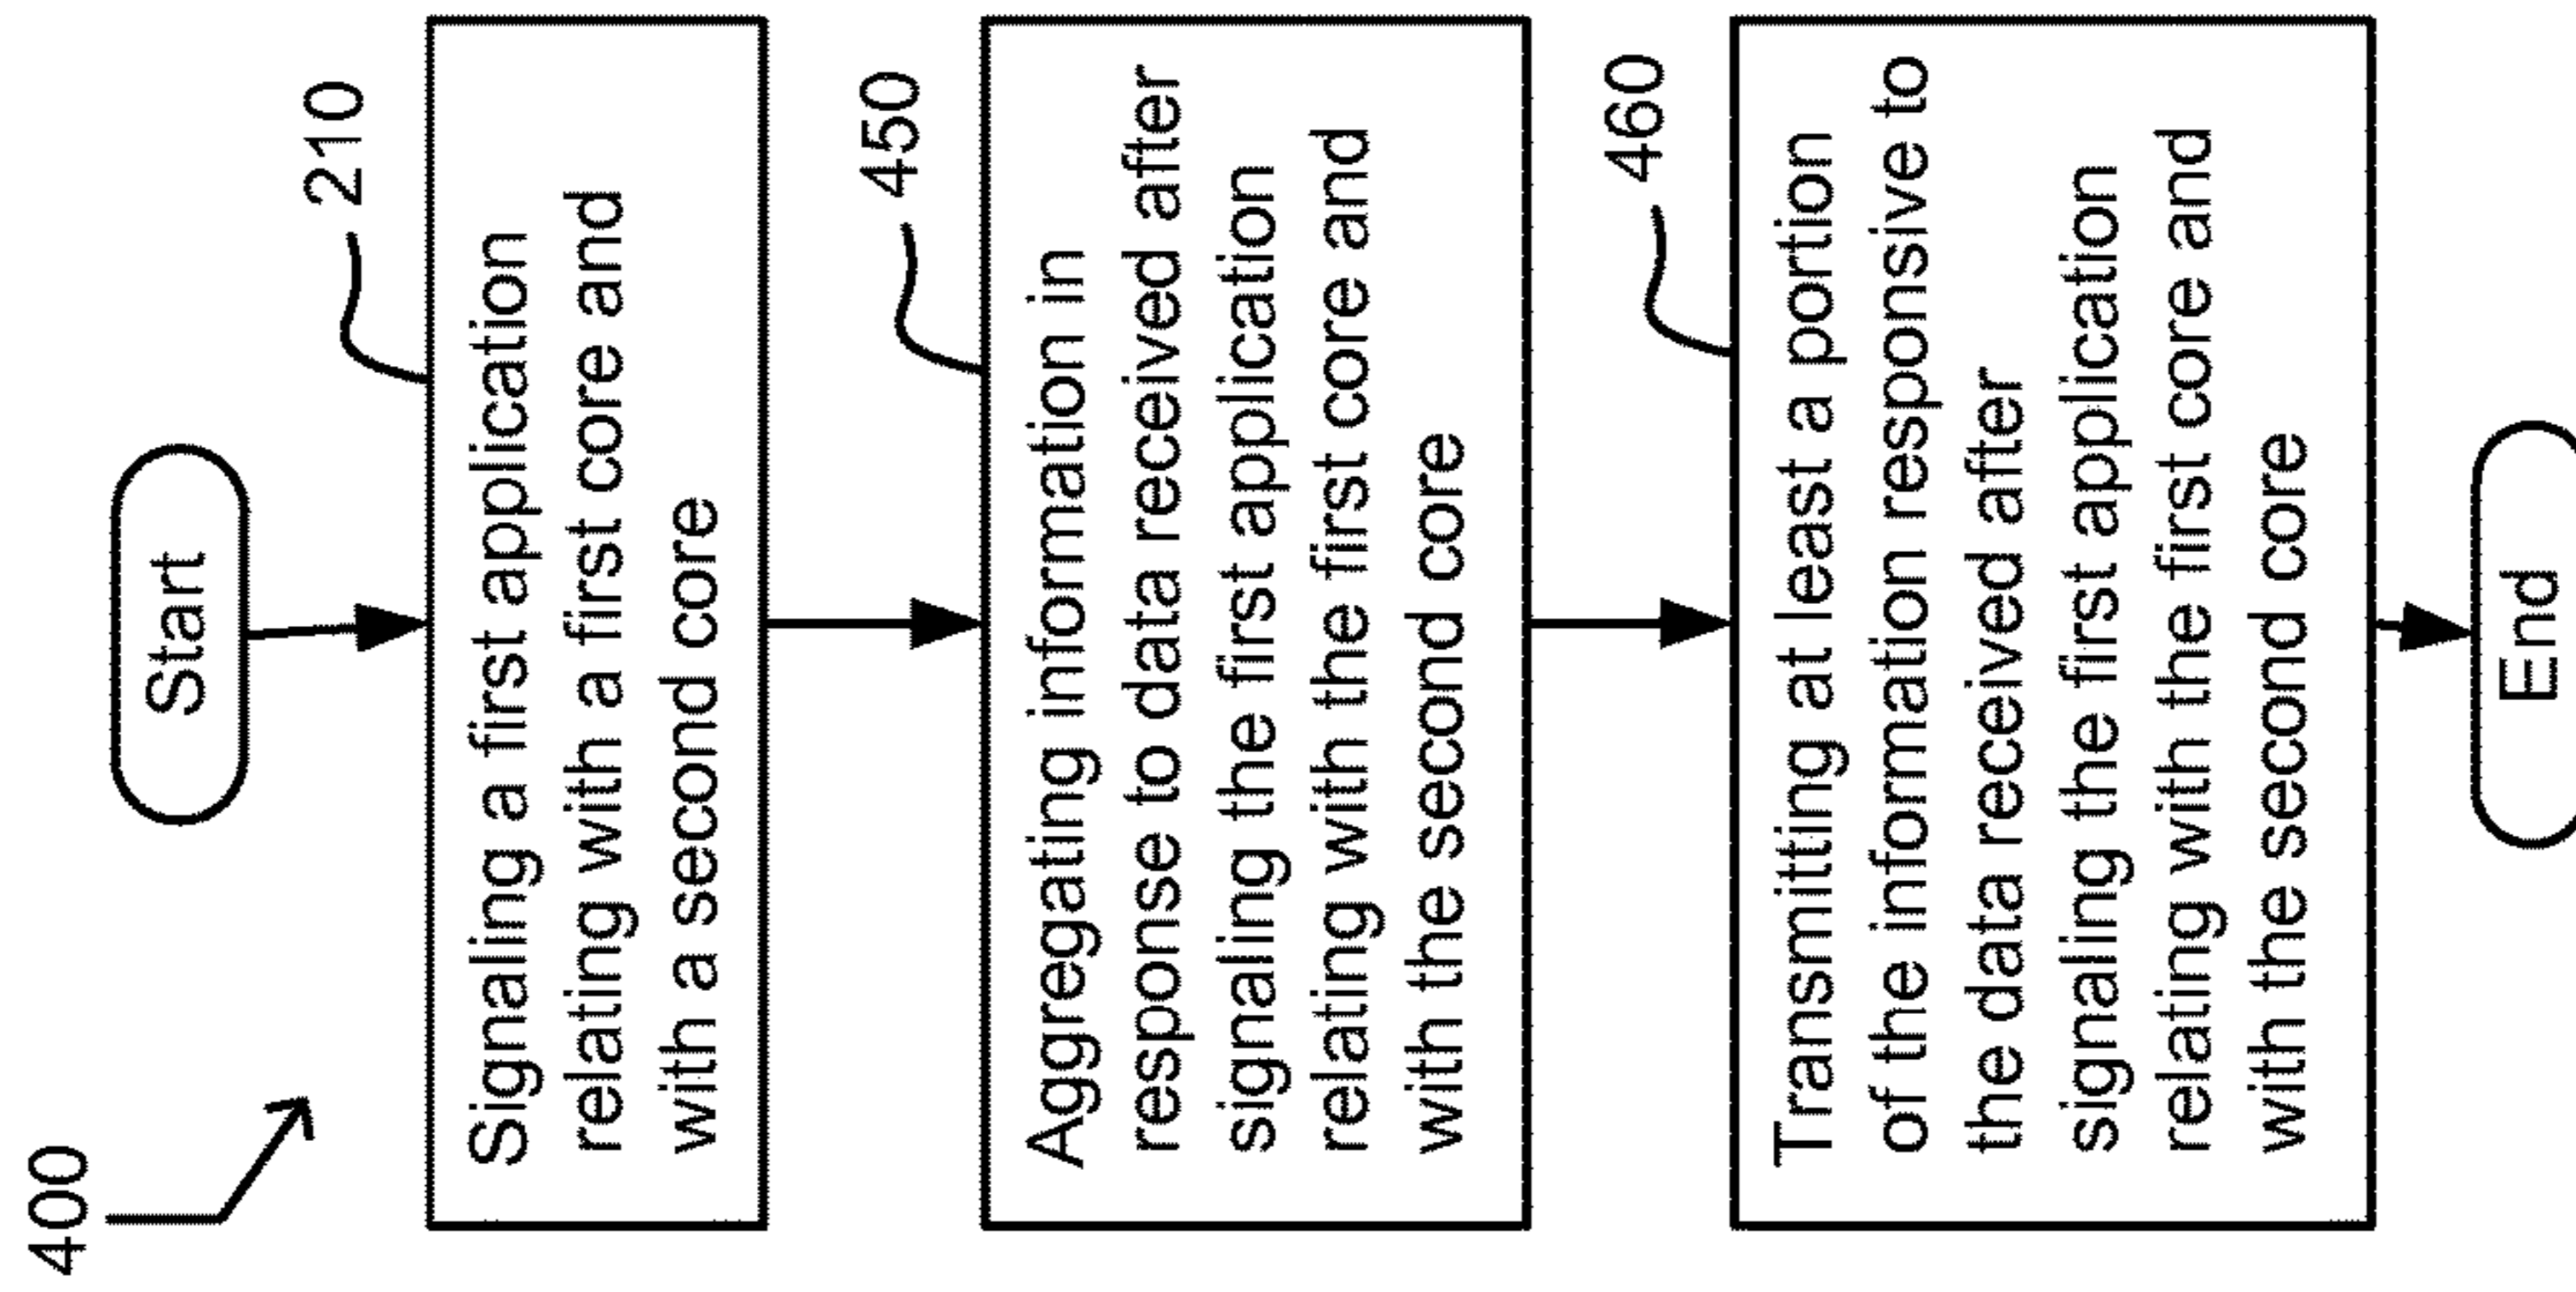 400
Start
210
Signaling a first application
relating with a first core and
with a second core
450
Aggregating information in
response to data received after
signaling the first application
relating with the first core and
with the second core
460
Transmitting at least a portion
of the information responsive to
the data received after
signaling the first application
relating with the first core and
with the second core
End